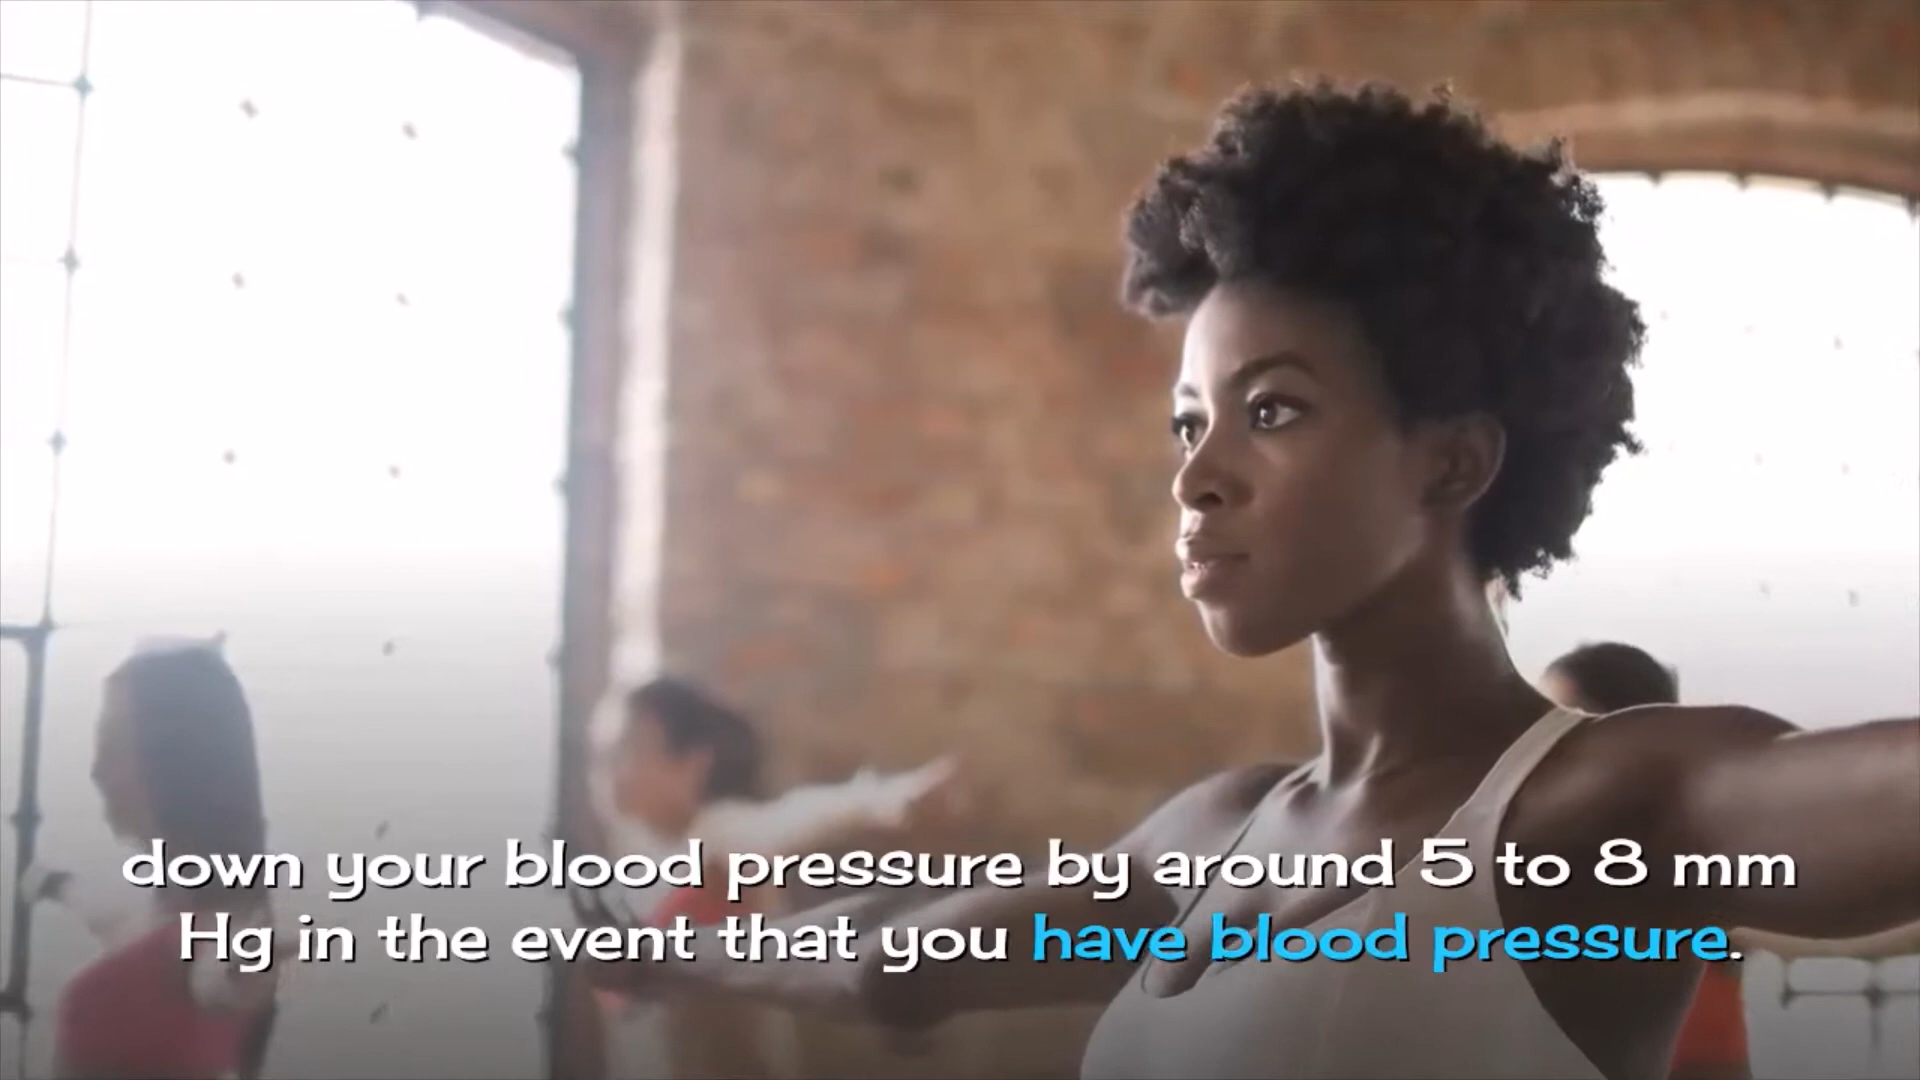 down your blood pressure by around 5 to 8 mm
Hg in the event that you have blood pressure.